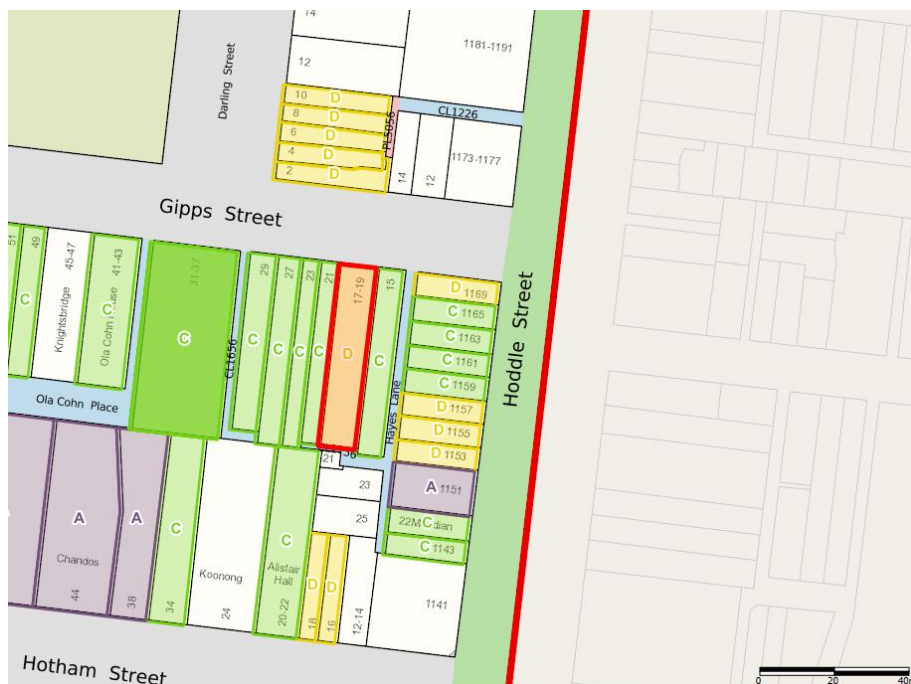 14
1181-1191
12
Darling Street
10 D
8 D
6 D
4 D
2 D
CL1226
PL5056
14
12
1173-1177
Gipps Street
51
49
C
Knightsbridge 45-47
41-43
C
31-37
C
CL1656
29
C
27
C
23
C
21
C
17-19
D
15
C
Hayes Lane
D 1169
C 1165
C 1163
C 1161
C 1159
D 1157
D 1155
D 1153
A 1151
C
C 1143
Hoddle Street
Ola Cohn Place
21
23
25
A
Chandos
44
A
38
C
34
Koonong
24
C
Alistair
Hall
20-22
D
18
D
16
12-14
1141
Hotham Street
0 20